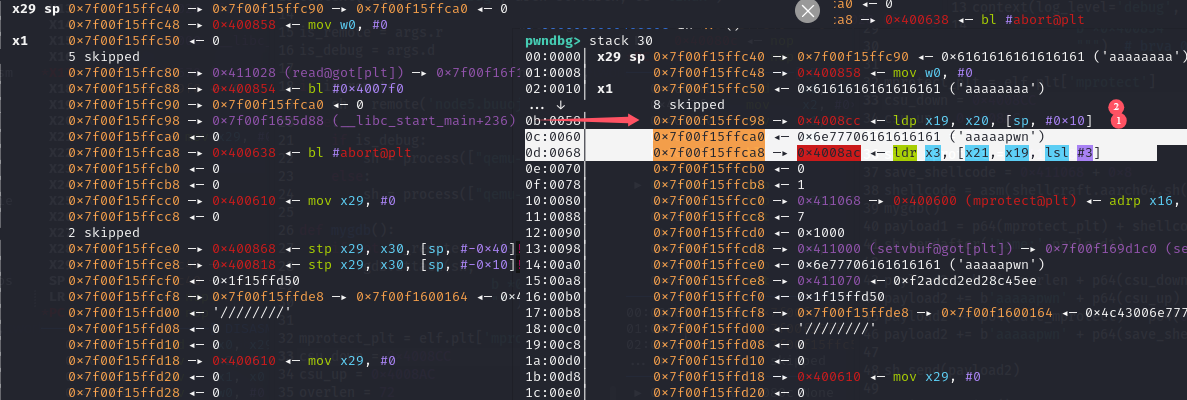 x29 sp 0×7f00f15ffc40 —▸ 0×7f00f15ffc90 —▸ 0×7f00f15ffca0 ◂— 0
0×7f00f15ffc48 —▸ 0×400858 ◂— mov w0, #0
x1 0×7f00f15ffc50 ◂— 0
5 skipped
0×7f00f15ffc80 —▸ 0×411028 (read@got[plt]) —▸ 0×7f00f16f1
0×7f00f15ffc88 —▸ 0×400854 ◂— bl #0×4007f0
0×7f00f15ffc90 —▸ 0×7f00f15ffca0 ◂— 0
0×7f00f15ffc98 —▸ 0×7f00f1655d88 (__libc_start_main+236)
0×7f00f15ffca0 ◂— 0
0×7f00f15ffca8 —▸ 0×400638 ◂— bl #abort@plt
0×7f00f15ffcb0 ◂— 0
0×7f00f15ffcb8 ◂— 0
0×7f00f15ffcc0 —▸ 0×400610 ◂— mov x29, #0
0×7f00f15ffcc8 ◂— 0
2 skipped
0×7f00f15ffce0 —▸ 0×400868 ◂— stp x29, x30, [sp, #-0×40]
0×7f00f15ffce8 —▸ 0×400818 ◂— stp x29, x30, [sp, #-0×10]
0×7f00f15ffcf0 ◂— 0×1f15ffd50
0×7f00f15ffcf8 —▸ 0×7f00f15ffde8 —▸ 0×7f00f1600164 ◂— 0×4
0×7f00f15ffd00 ◂— '////////'
0×7f00f15ffd08 ◂— 0
0×7f00f15ffd10 ◂— 0
0×7f00f15ffd18 —▸ 0×400610 ◂— mov x29, #0
0×7f00f15ffd20 ◂— 0
0×7f00f15ffd28 ◂— 0
ca0 ◂— 0
ca8 —▸ 0×400638 ◂— bl #abort@plt
pwndbg> stack 30
00:0000│ x29 sp 0×7f00f15ffc40 —▸ 0×7f00f15ffc90 ◂— 0×6161616161616161 ('aaaaaaaa')
01:0008│ 0×7f00f15ffc48 —▸ 0×400858 ◂— mov w0, #0
02:0010│ x1 0×7f00f15ffc50 ◂— 0×6161616161616161 ('aaaaaaaa')
... ↓ 8 skipped
0b:0058│ 0×7f00f15ffc98 —▸ 0×4008cc ◂— ldp x19, x20, [sp, #0×10]
2
1
0c:0060│ 0×7f00f15ffca0 ◂— 0×6e77706161616161 ('aaaaapwn')
0d:0068│ 0×7f00f15ffca8 —▸ 0×4008ac ◂— ldr x3, [x21, x19, lsl #3]
0e:0070│ 0×7f00f15ffcb0 ◂— 0
0f:0078│ 0×7f00f15ffcb8 ◂— 1
10:0080│ 0×7f00f15ffcc0 —▸ 0×411068 —▸ 0×400600 (mprotect@plt) ◂— adrp x16,
11:0088│ 0×7f00f15ffcc8 ◂— 7
12:0090│ 0×7f00f15ffcd0 ◂— 0×1000
13:0098│ 0×7f00f15ffcd8 —▸ 0×411000 (setvbuf@got[plt]) —▸ 0×7f00f169d1c0 (se
14:00a0│ 0×7f00f15ffce0 ◂— 0×6e77706161616161 ('aaaaapwn')
15:00a8│ 0×7f00f15ffce8 —▸ 0×411070 ◂— 0×f2adcd2ed28c45ee
16:00b0│ 0×7f00f15ffcf0 ◂— 0×1f15ffd50
17:00b8│ 0×7f00f15ffcf8 —▸ 0×7f00f15ffde8 —▸ 0×7f00f1600164 ◂— 0×4c43006e777
18:00c0│ 0×7f00f15ffd00 ◂— '////////'
19:00c8│ 0×7f00f15ffd08 ◂— 0
1a:00d0│ 0×7f00f15ffd10 ◂— 0
1b:00d8│ 0×7f00f15ffd18 —▸ 0×400610 ◂— mov x29, #0
1c:00e0│ 0×7f00f15ffd20 ◂— 0